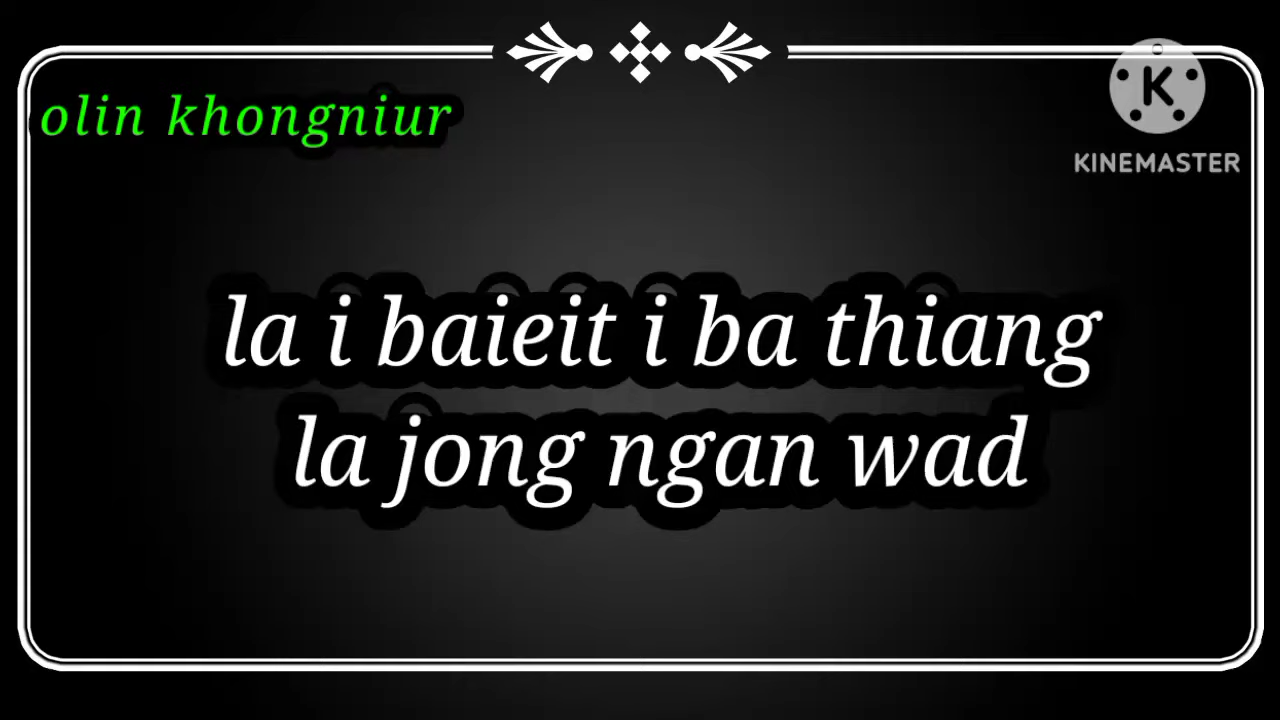 olin khongniur
K
KINEMASTER
la i baieit i ba thiang
la jong ngan wad